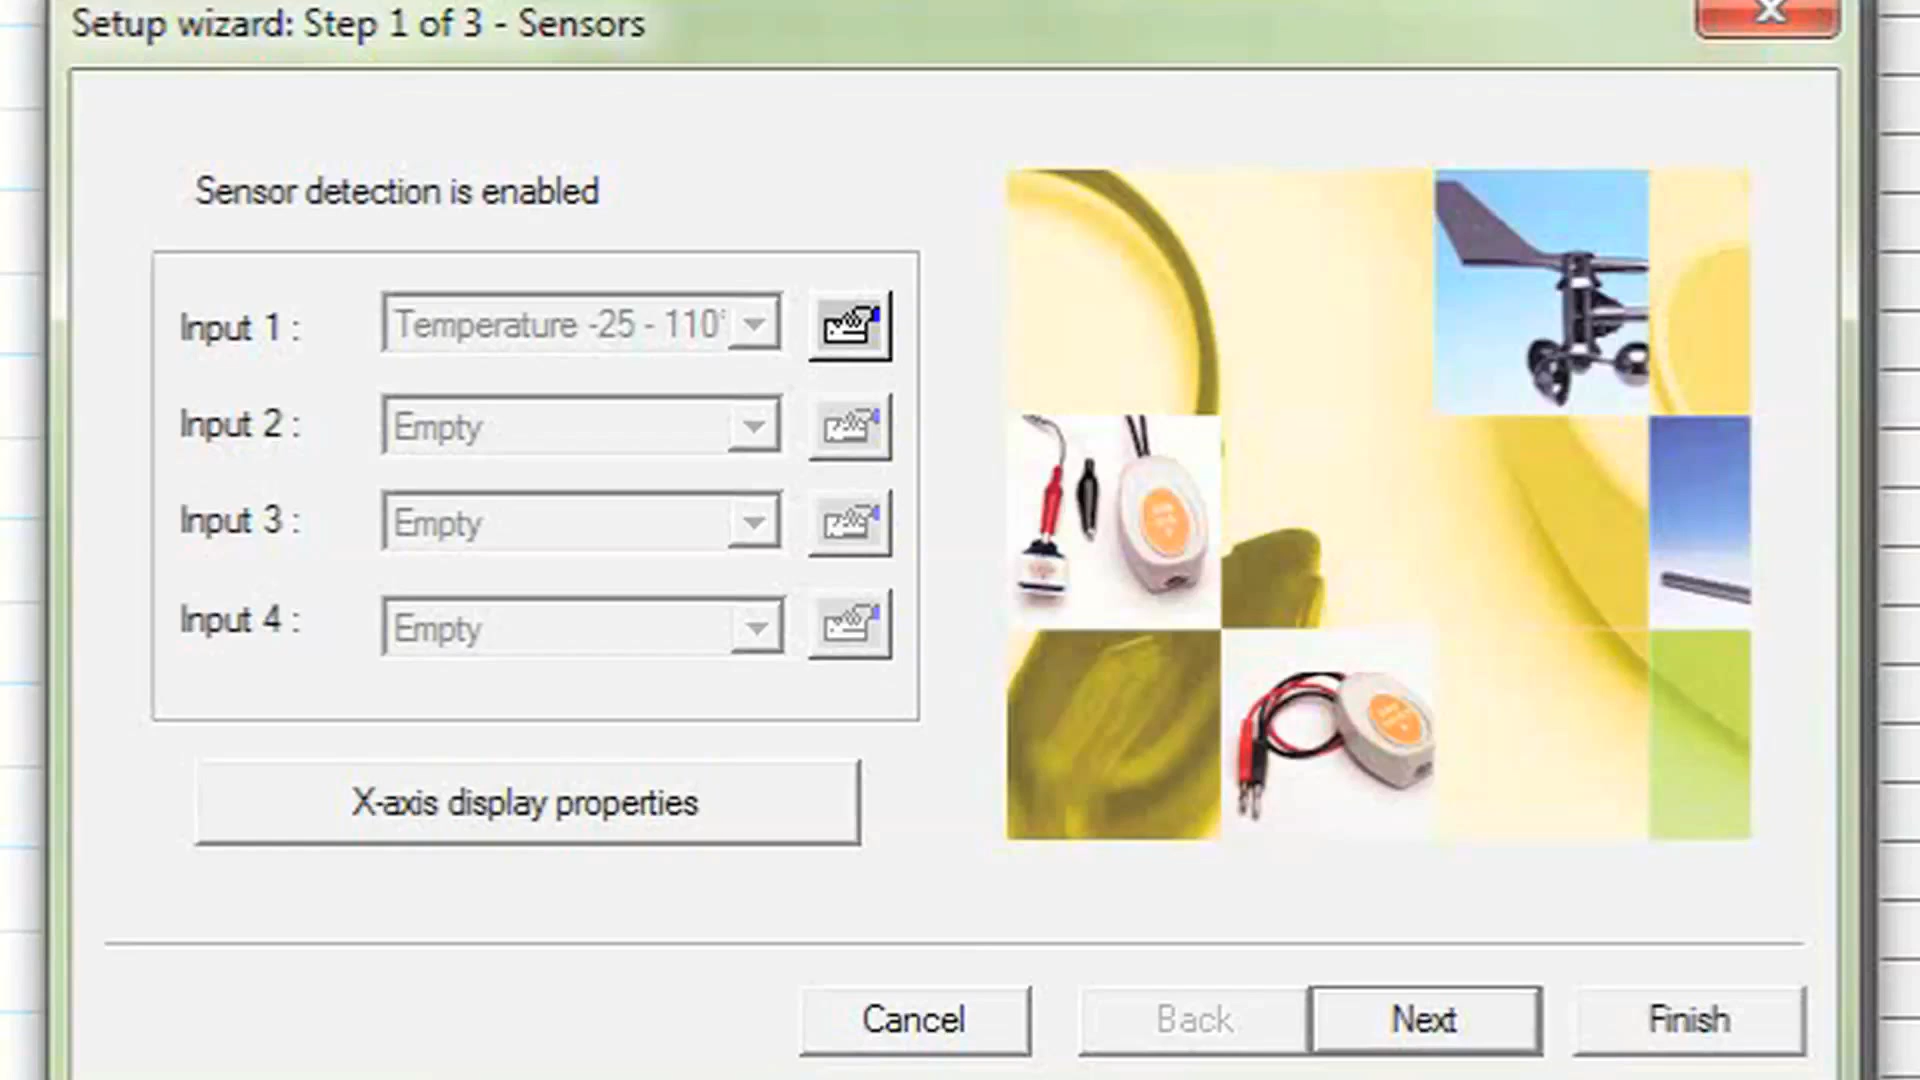 Setup wizard: Step 1 of 3 - Sensors
Sensor detection is enabled
Input 1 : Temperature -25 - 110°
Input 2 : Empty
Input 3 : Empty
Input 4 : Empty
X-axis display properties
Cancel Back Next Finish